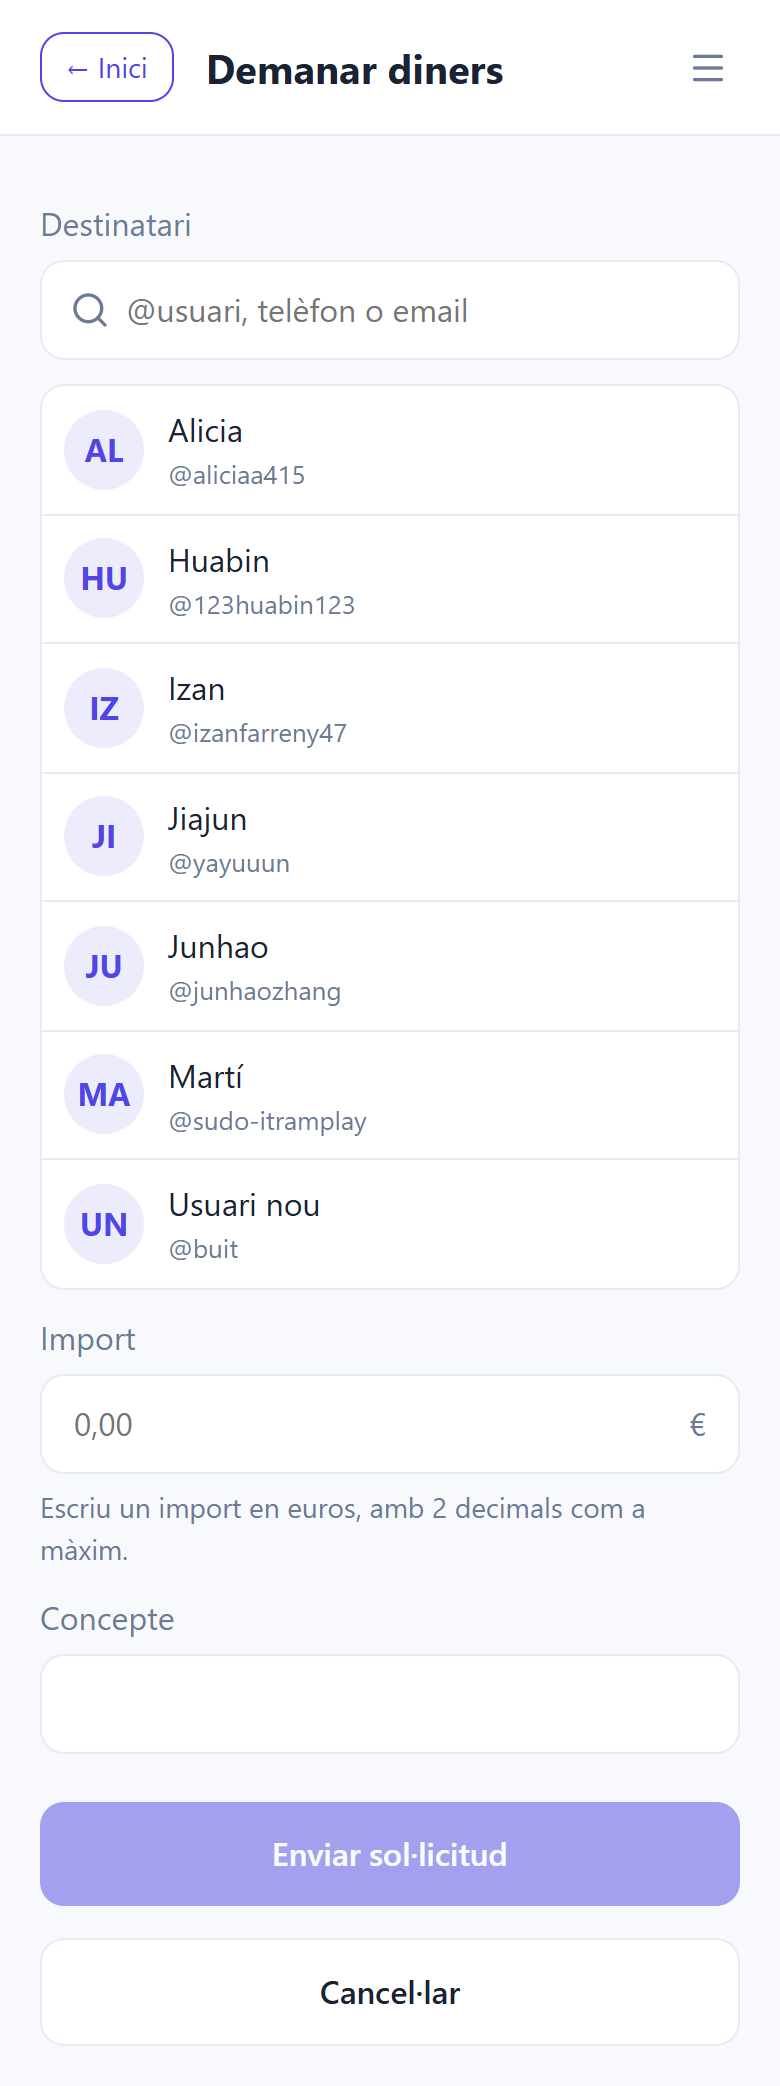 ← Inici
Demanar diners
Destinatari
@usuari, telèfon o email
AL
Alicia
@aliciaa415
HU
Huabin
@123huabin123
IZ
Izan
@izanfarreny47
JI
Jiajun
@yayuuun
JU
Junhao
@junhaozhang
MA
Martí
@sudo-itramplay
UN
Usuari nou
@buit
Import
0,00 €
Escriu un import en euros, amb 2 decimals com a
màxim.
Concepte
Enviar sol·licitud
Cancel·lar